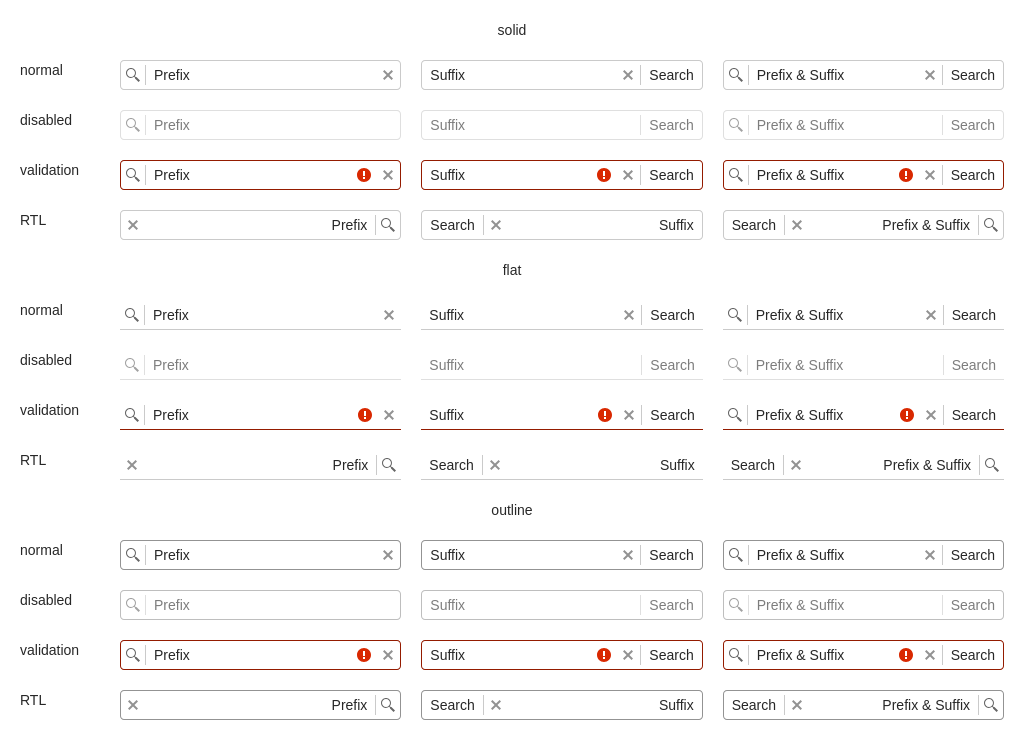 solid
normal Prefix Suffix Search Prefix & Suffix Search
disabled Prefix Suffix Search Prefix & Suffix Search
validation Prefix Suffix Search Prefix & Suffix Search
RTL Prefix Search Suffix Search Prefix & Suffix
flat
normal Prefix Suffix Search Prefix & Suffix Search
disabled Prefix Suffix Search Prefix & Suffix Search
validation Prefix Suffix Search Prefix & Suffix Search
RTL Prefix Search Suffix Search Prefix & Suffix
outline
normal Prefix Suffix Search Prefix & Suffix Search
disabled Prefix Suffix Search Prefix & Suffix Search
validation Prefix Suffix Search Prefix & Suffix Search
RTL Prefix Search Suffix Search Prefix & Suffix